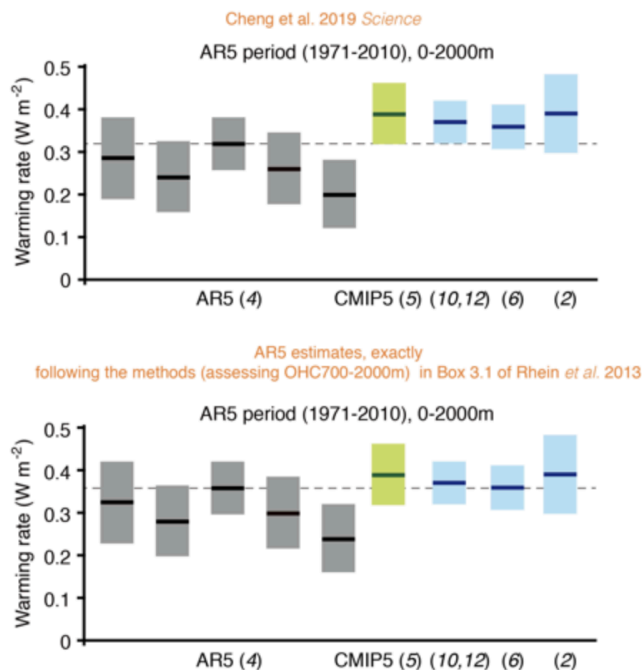 Cheng et al. 2019 Science
AR5 period (1971-2010), 0-2000m
Warming rate (W m-2)
0.5
0.4
0.3
0.2
0.1
0
AR5 (4) CMIP5 (5) (10,12) (6) (2)
AR5 estimates, exactly
following the methods (assessing OHC700-2000m) in Box 3.1 of Rhein et al. 2013
AR5 period (1971-2010), 0-2000m
Warming rate (W m-2)
0.5
0.4
0.3
0.2
0.1
0
AR5 (4) CMIP5 (5) (10,12) (6) (2)